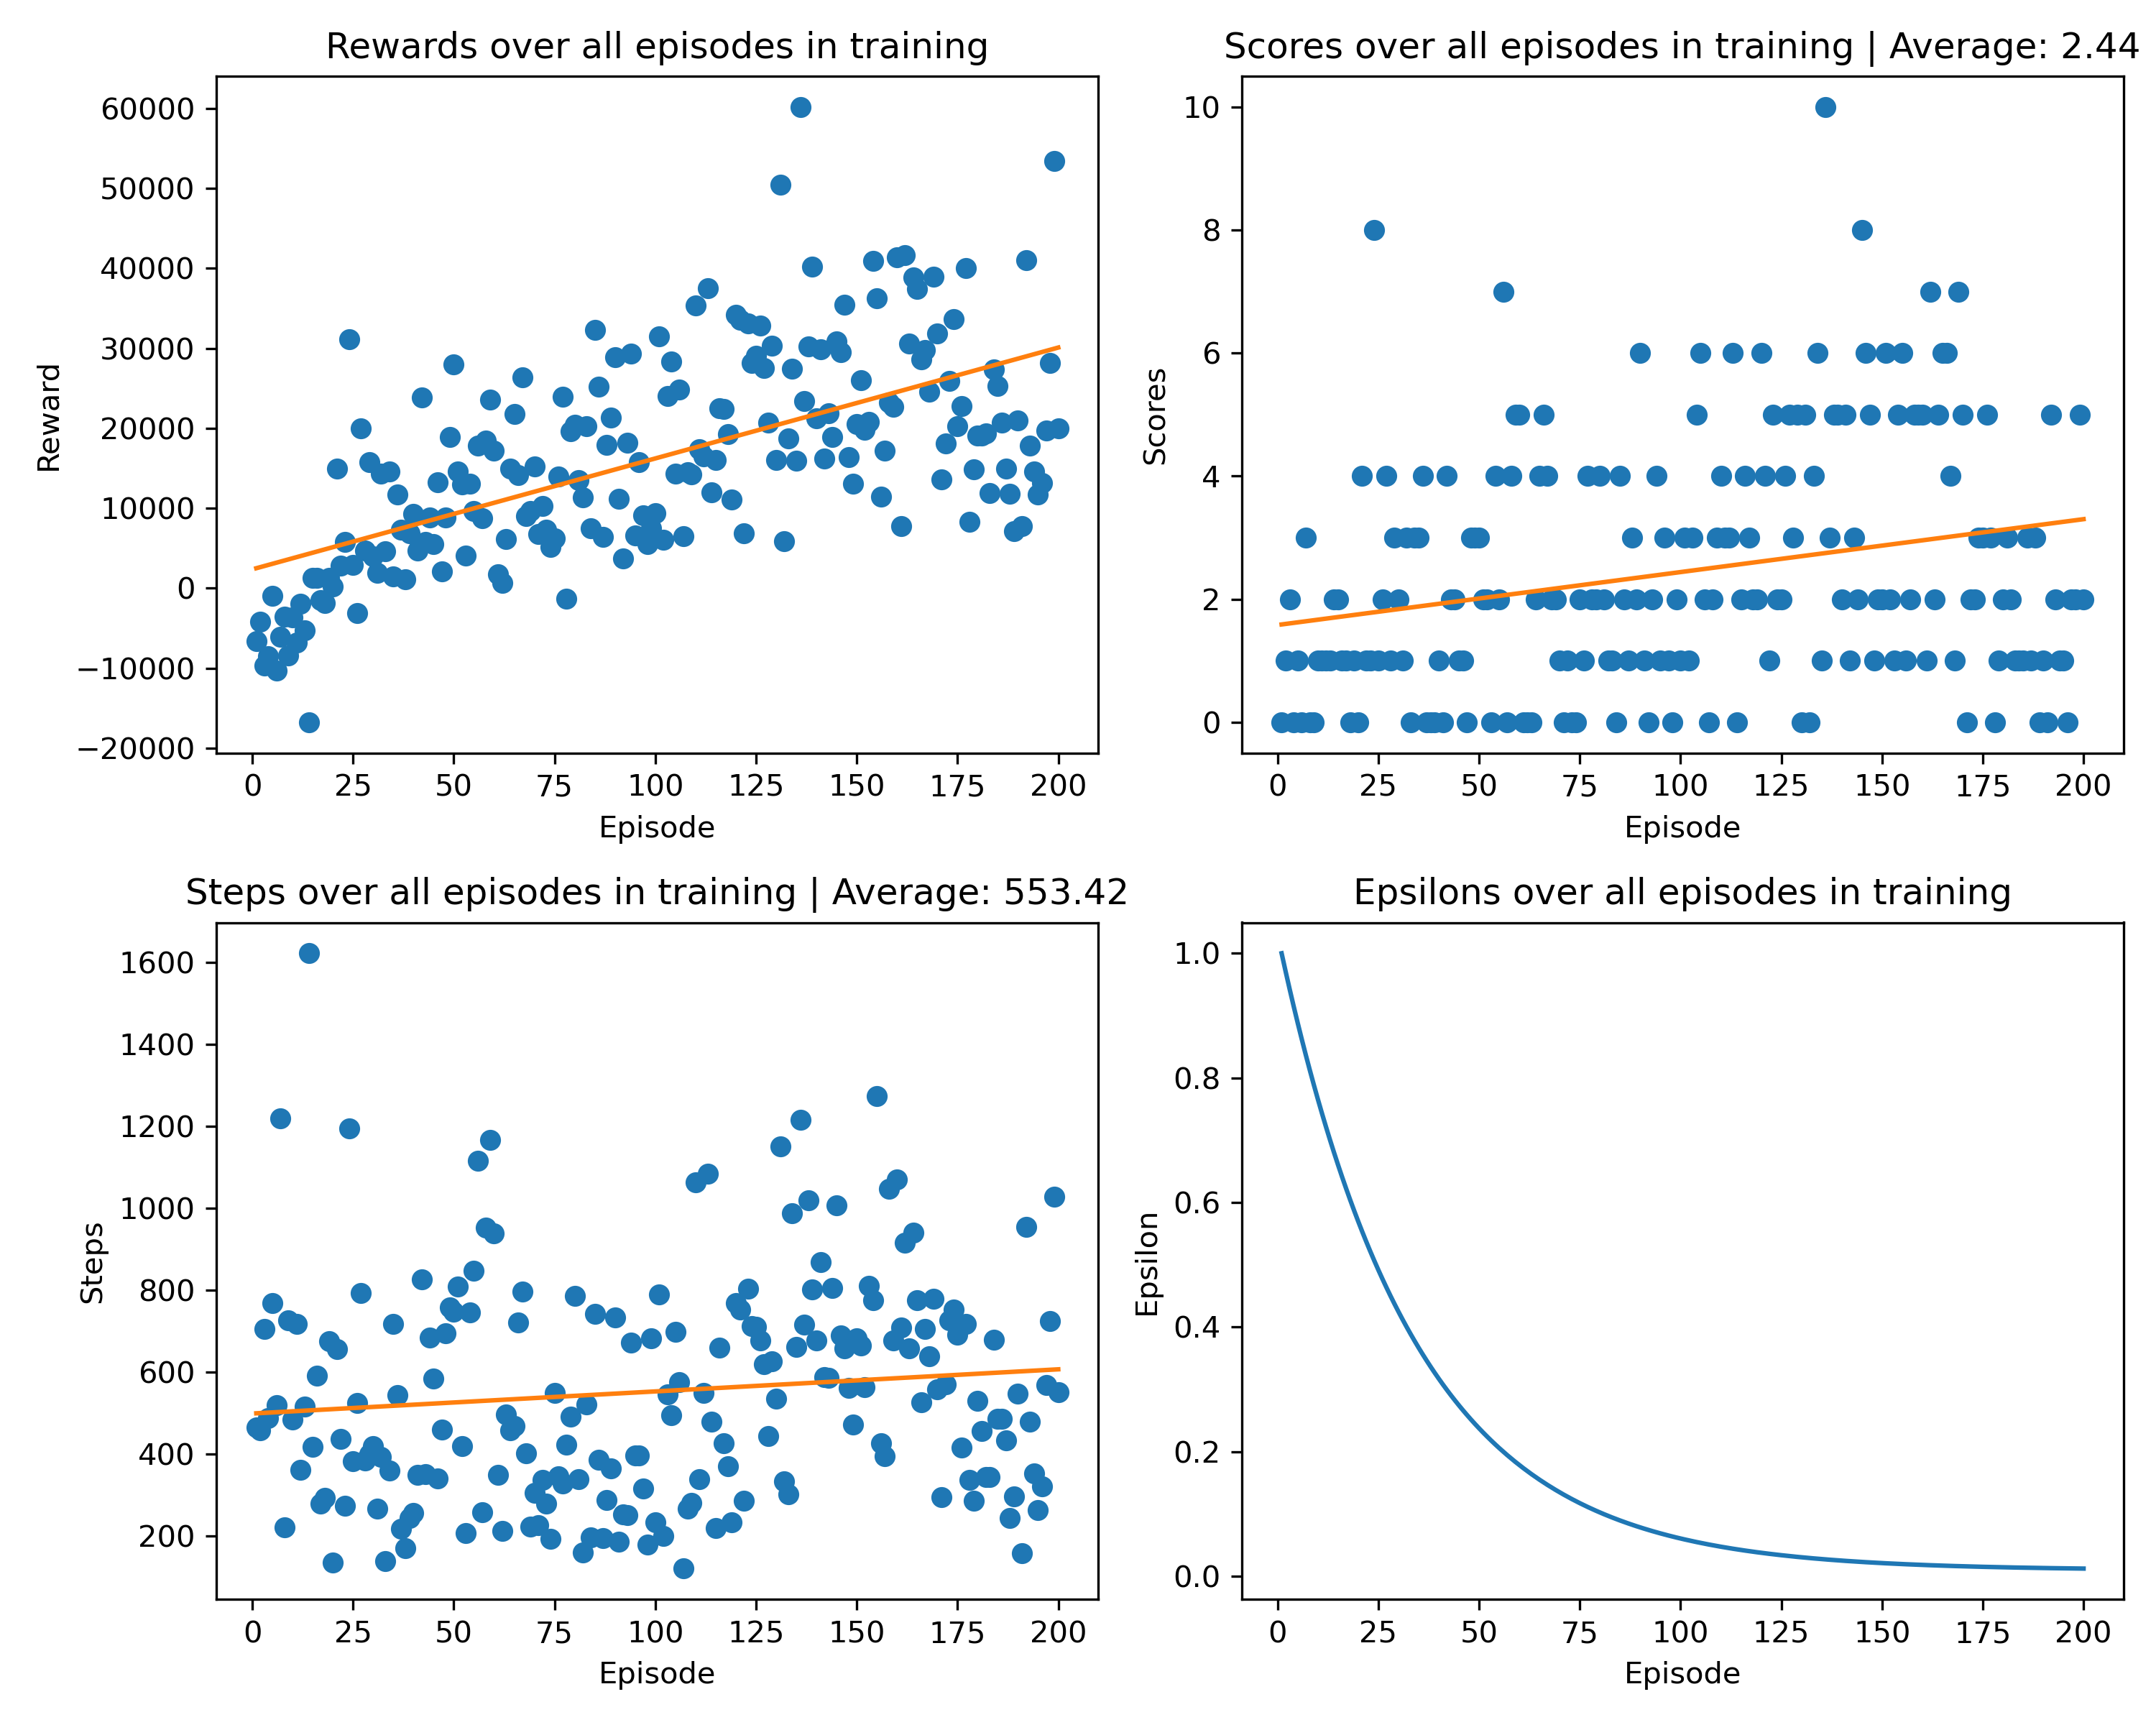 Rewards over all episodes in training
60000
50000
40000
30000
20000
10000
0
−10000
−20000
Reward
0 25 50 75 100 125 150 175 200
Episode
Scores over all episodes in training | Average: 2.44
10
8
6
4
2
0
Scores
0 25 50 75 100 125 150 175 200
Episode
Steps over all episodes in training | Average: 553.42
1600
1400
1200
1000
800
600
400
200
Steps
0 25 50 75 100 125 150 175 200
Episode
Epsilons over all episodes in training
1.0
0.8
0.6
0.4
0.2
0.0
Epsilon
0 25 50 75 100 125 150 175 200
Episode